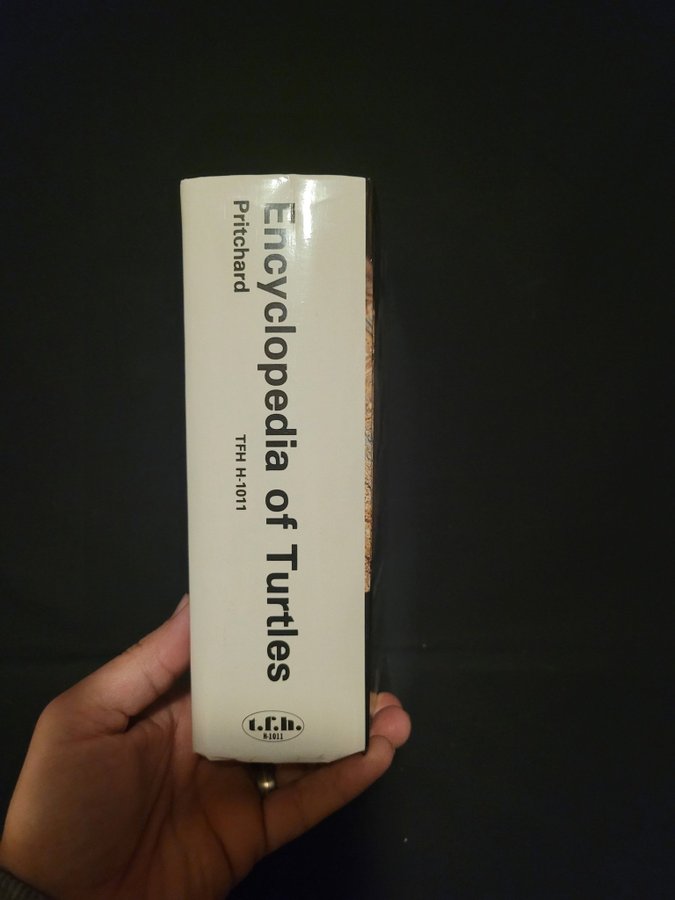 Encyclopedia of Turtles
Pritchard
TFH H-1011
t.f.h.
H-1011